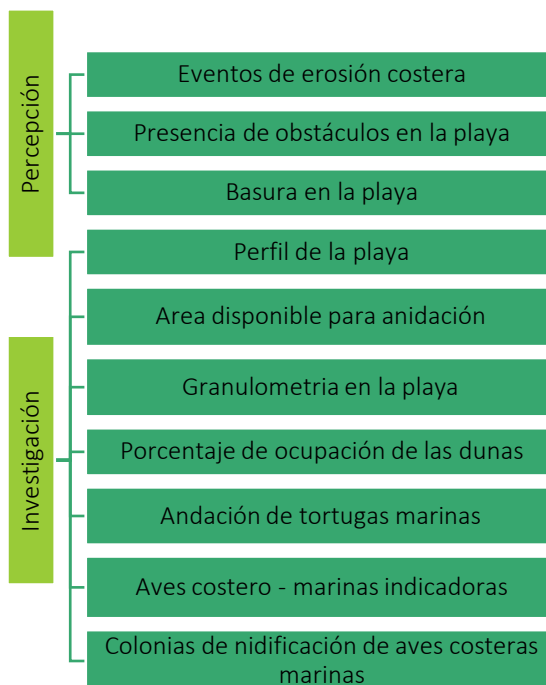 Percepción
Eventos de erosión costera
Presencia de obstáculos en la playa
Basura en la playa
Investigación
Perfil de la playa
Area disponible para anidación
Granulometria en la playa
Porcentaje de ocupación de las dunas
Andación de tortugas marinas
Aves costero - marinas indicadoras
Colonias de nidificación de aves costeras
marinas